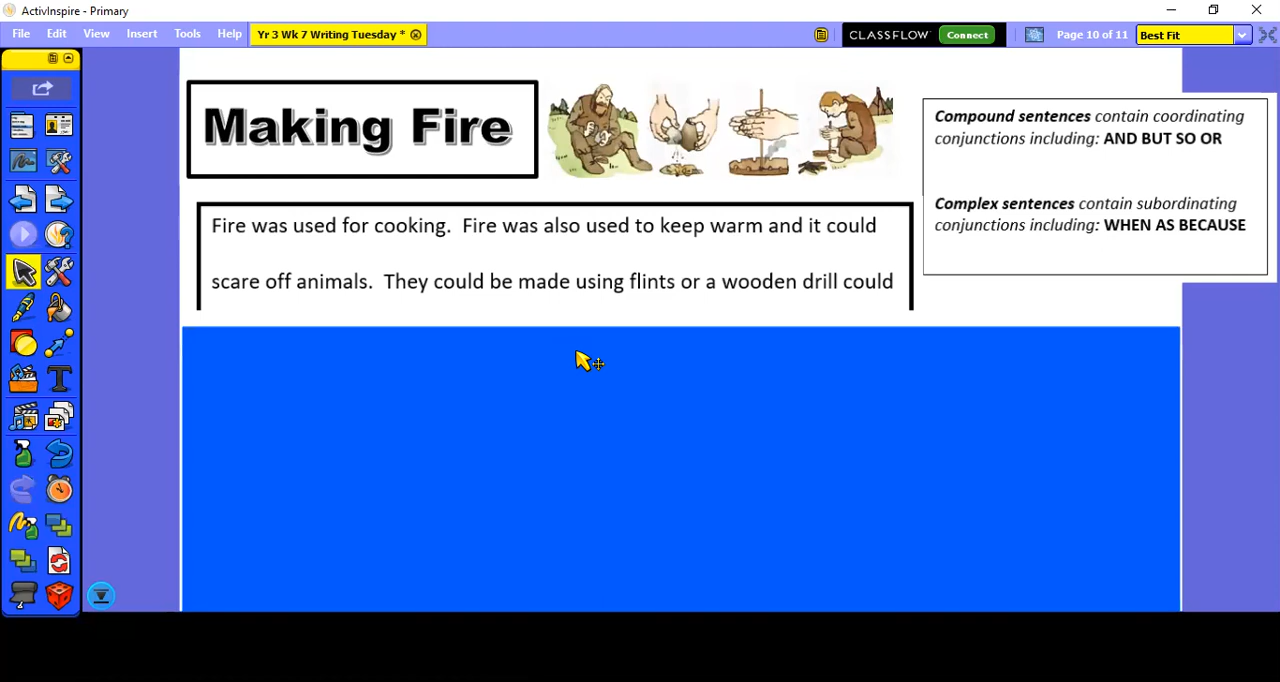 ActivInspire - Primary
File Edit View Insert Tools Help Yr 3 Wk 7 Writing Tuesday * CLASSFLOW Connect Page 10 of 11 Best Fit
Making Fire
Compound sentences contain coordinating
conjunctions including: AND BUT SO OR
Complex sentences contain subordinating
conjunctions including: WHEN AS BECAUSE
Fire was used for cooking. Fire was also used to keep warm and it could
scare off animals. They could be made using flints or a wooden drill could